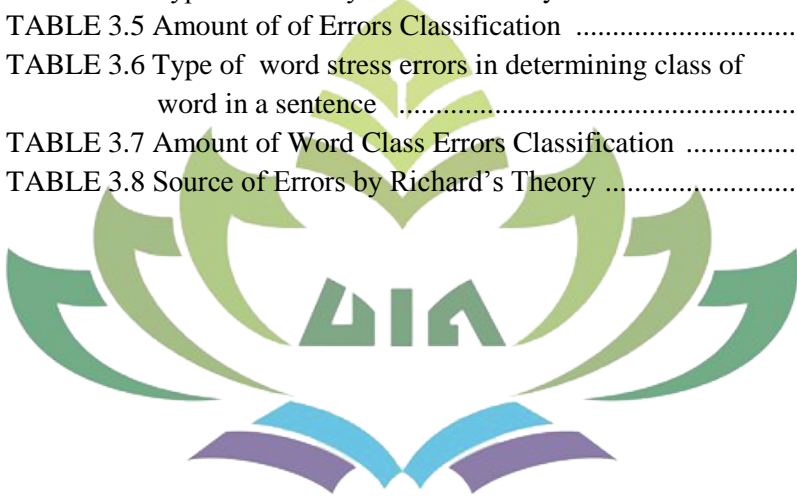 TABLE 3.5 Amount of of Errors Classification ............................
TABLE 3.6 Type of  word stress errors in determining class of
word in a sentence ..................................................
TABLE 3.7 Amount of Word Class Errors Classification ..............
TABLE 3.8 Source of Errors by Richard's Theory ........................